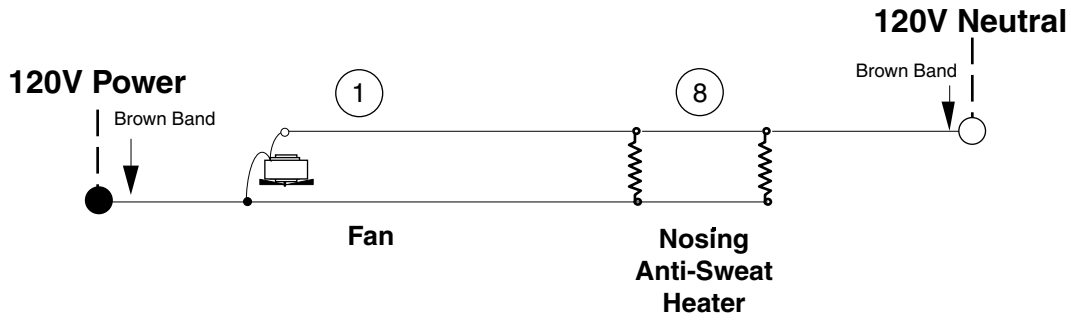 120V Neutral
120V Power
Brown Band
Brown Band
1
8
Fan
Nosing
Anti-Sweat
Heater